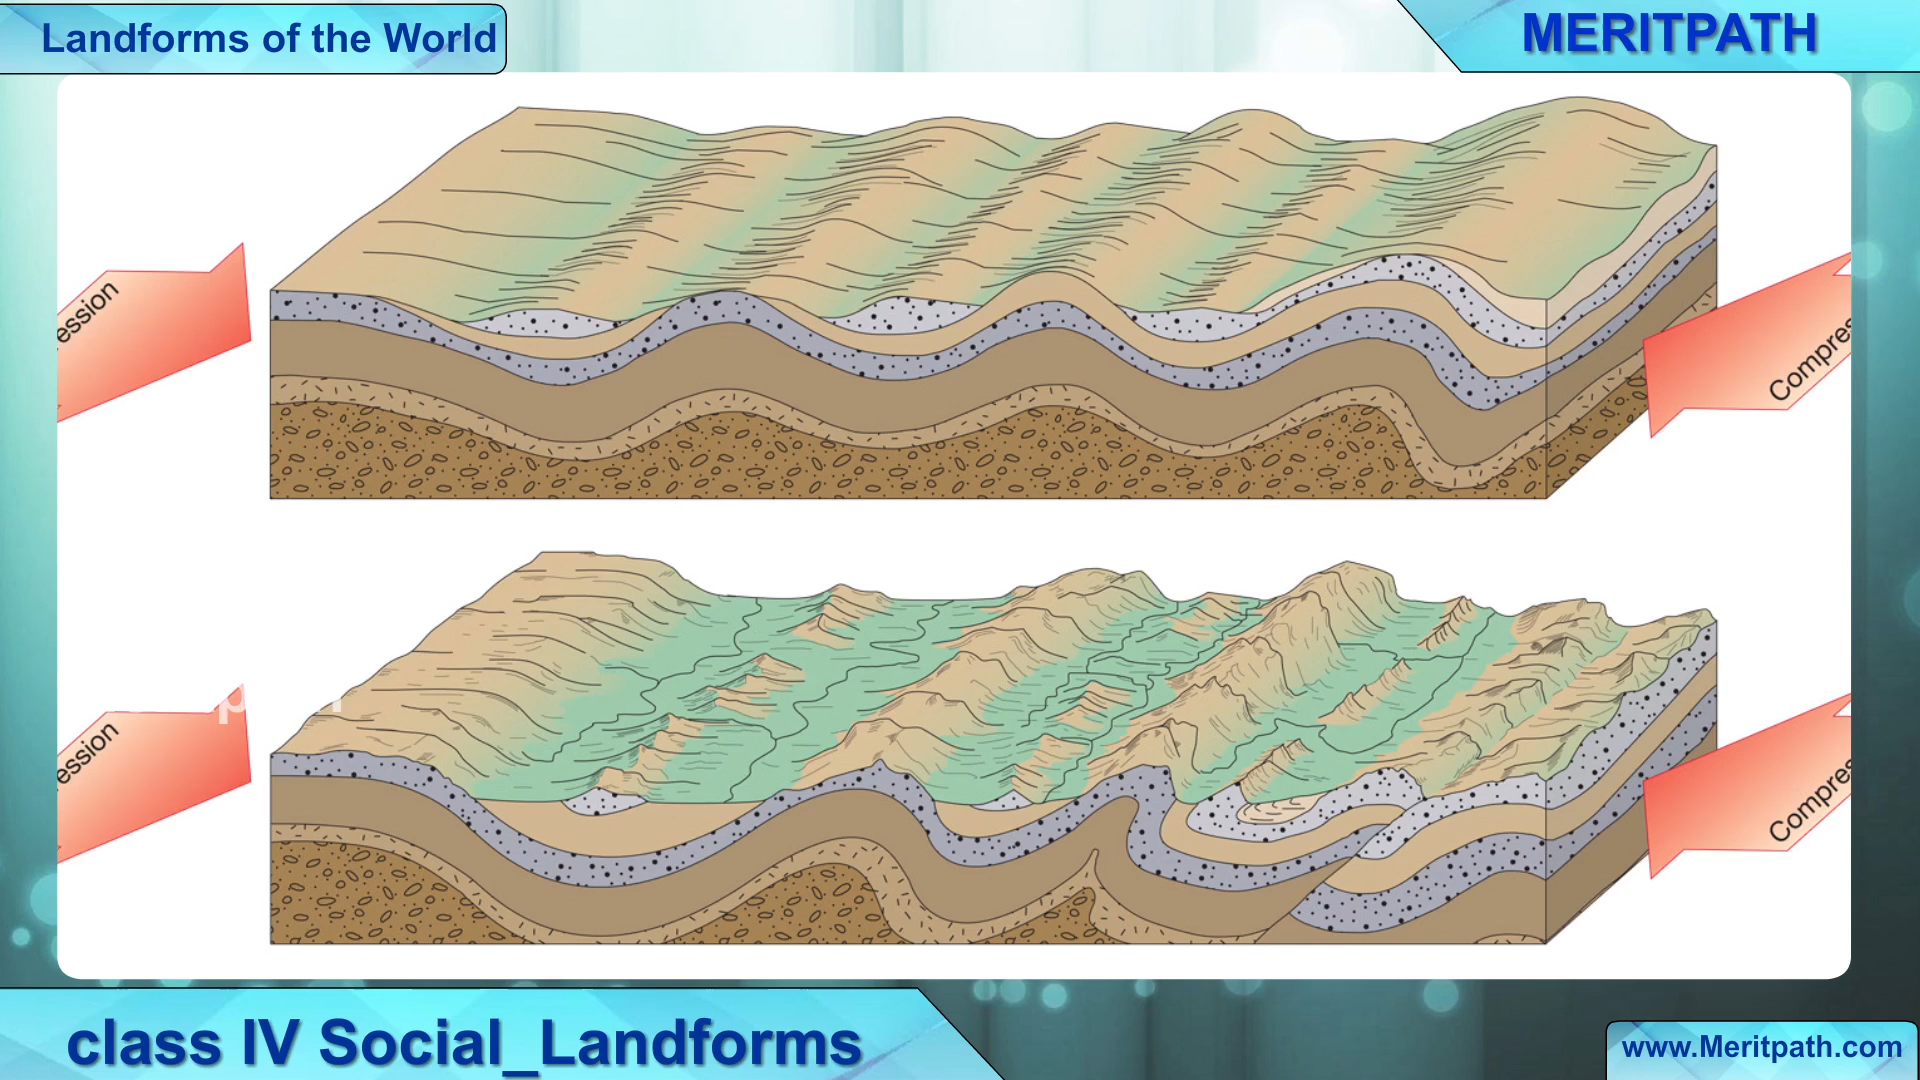 Landforms of the World
MERITPATH
ession
Compres
ession
Compres
class IV Social_Landforms
www.Meritpath.com